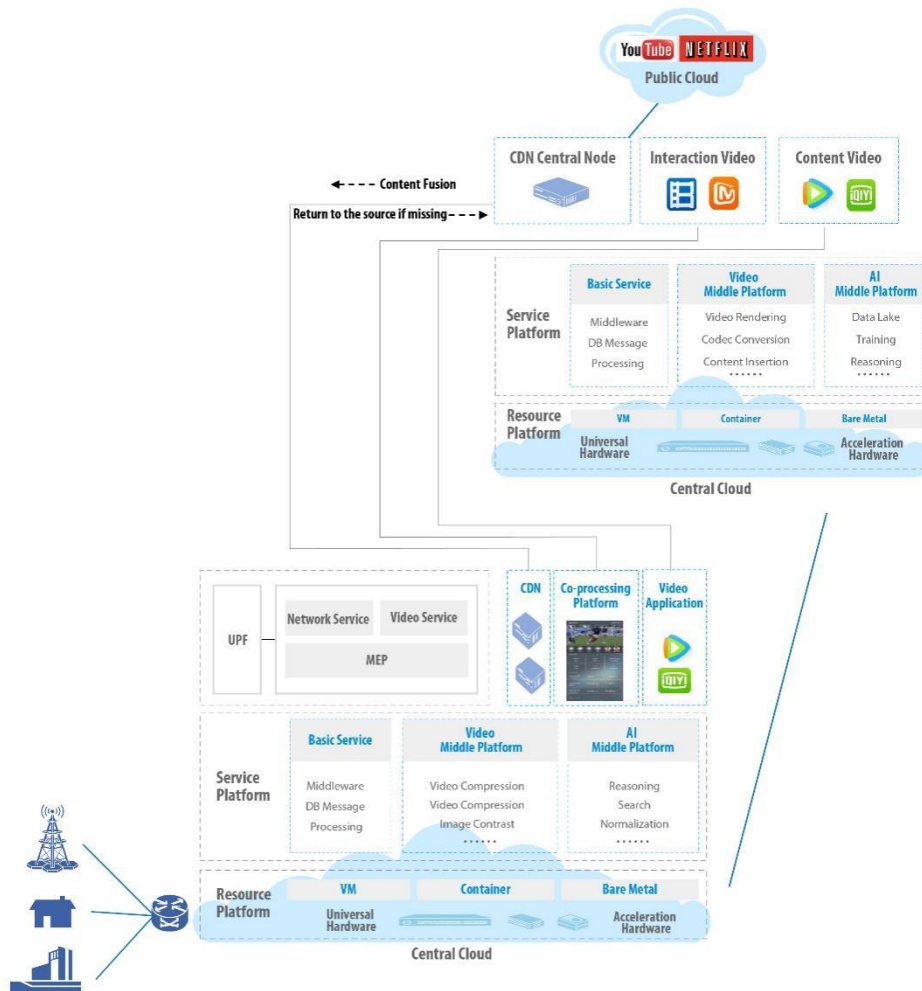 YouTube NETFLIX
Public Cloud
CDN Central Node
Interaction Video
Content Video
iQIY
Content Fusion
Return to the source if missing
Service
Platform
Basic Service
Middleware
DB Message
Processing
Video
Middle Platform
Video Rendering
Codec Conversion
Content Insertion
AI
Middle Platform
Data Lake
Training
Reasoning
Resource
Platform
VM
Container
Bare Metal
Universal
Hardware
Acceleration
Hardware
Central Cloud
UPF
Network Service
Video Service
MEP
CDN
Co-processing
Platform
Video
Application
iQIY
Service
Platform
Basic Service
Middleware
DB Message
Processing
Video
Middle Platform
Video Compression
Video Compression
Image Contrast
AI
Middle Platform
Reasoning
Search
Normalization
Resource
Platform
VM
Container
Bare Metal
Universal
Hardware
Acceleration
Hardware
Central Cloud